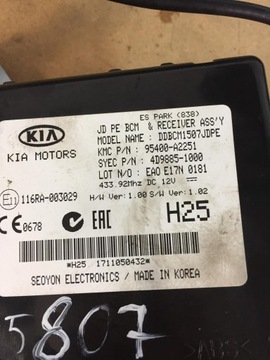 ES PARK (838)
KIA
KIA MOTORS
JD PE BCM & RECEIVER ASS'Y
MODEL NAME : DDBCM1507JDPE
KMC P/N : 95400-A2251
SYEC P/N : 4D9885-1000
LOT N/O : EAO E17N 0181
433.92MHz DC 12V
H/W Ver: 1.00 S/W Ver: 1.02
E11 116RA-003029
CE 0678
EAC
H25
*H25 1711050432*
SEOYON ELECTRONICS / MADE IN KOREA
5807